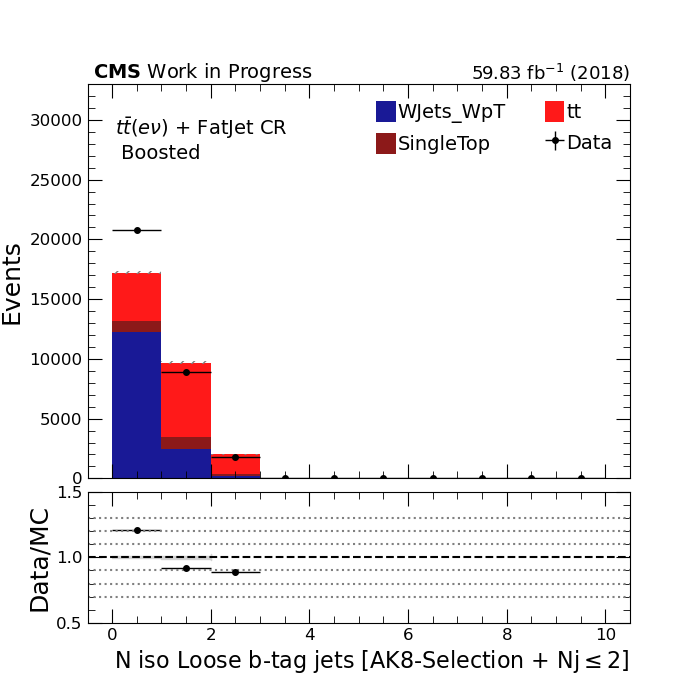 CMS Work in Progress 59.83 fb⁻¹ (2018)
tt̄(eν) + FatJet CR
Boosted
WJets_WpT
tt
SingleTop
Data
Events
30000
25000
20000
15000
10000
5000
0
Data/MC
1.5
1.0
0.5
0 2 4 6 8 10
N iso Loose b-tag jets [AK8-Selection + Nj ≤ 2]